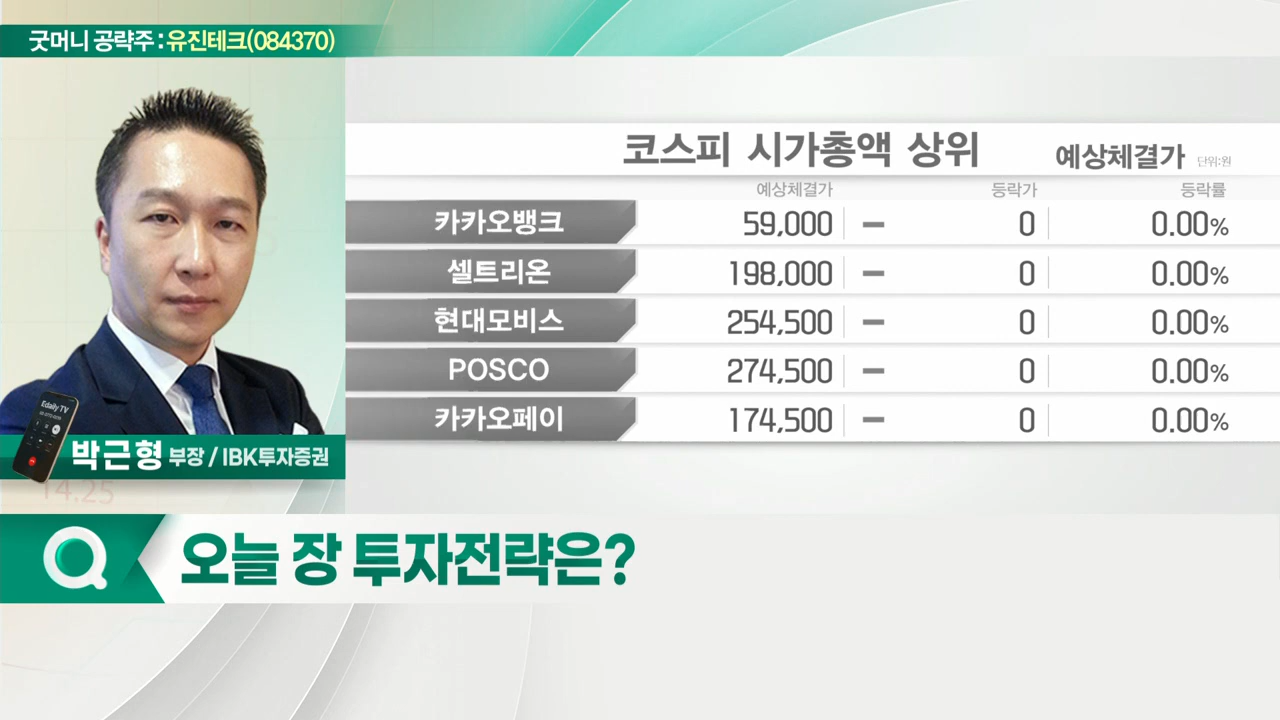 굿머니 공략주 : 유진테크(084370)
코스피 시가총액 상위 예상체결가 단위:원
예상체결가 등락가 등락률
카카오뱅크 59,000 － 0 0.00%
셀트리온 198,000 － 0 0.00%
현대모비스 254,500 － 0 0.00%
POSCO 274,500 － 0 0.00%
카카오페이 174,500 － 0 0.00%
Edaily TV
박근형 부장 / IBK투자증권
14.25
Q 오늘 장 투자전략은?